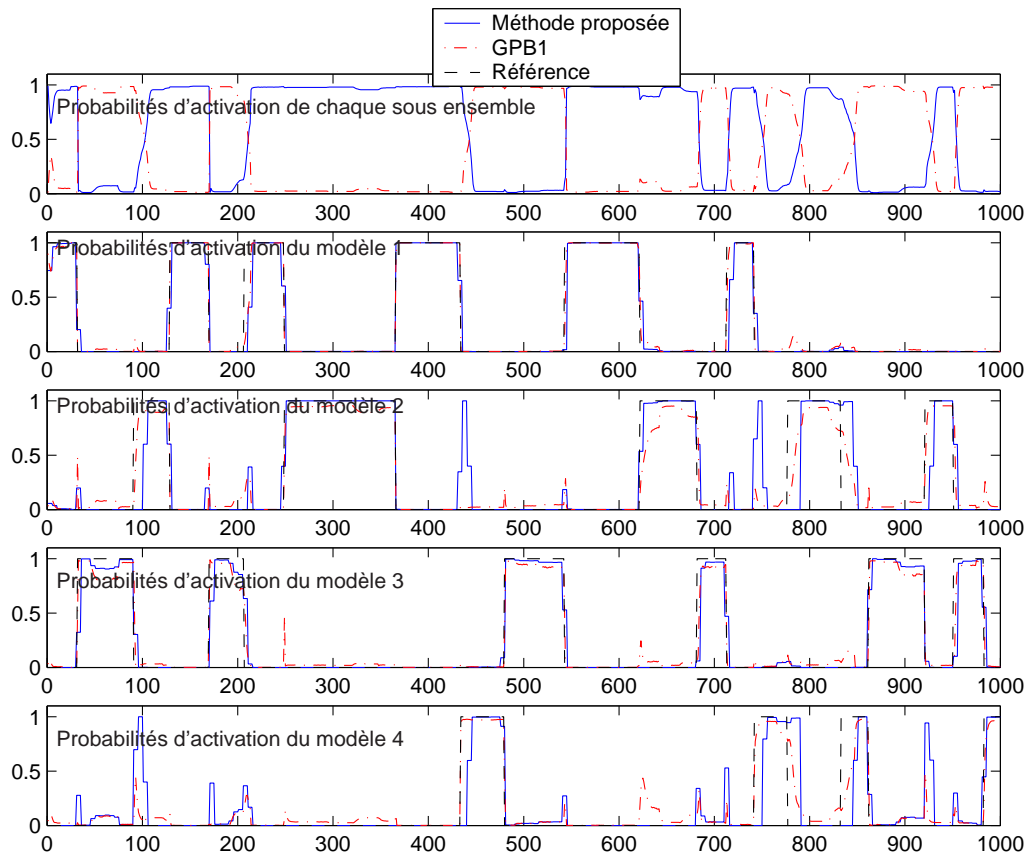 Méthode proposée
GPB1
Référence
1
0.5
0
Probabilités d'activation de chaque sous ensemble
0 100 200 300 400 500 600 700 800 900 1000
1
0.5
0
Probabilités d'activation du modèle 1
0 100 200 300 400 500 600 700 800 900 1000
1
0.5
0
Probabilités d'activation du modèle 2
0 100 200 300 400 500 600 700 800 900 1000
1
0.5
0
Probabilités d'activation du modèle 3
0 100 200 300 400 500 600 700 800 900 1000
1
0.5
0
Probabilités d'activation du modèle 4
0 100 200 300 400 500 600 700 800 900 1000